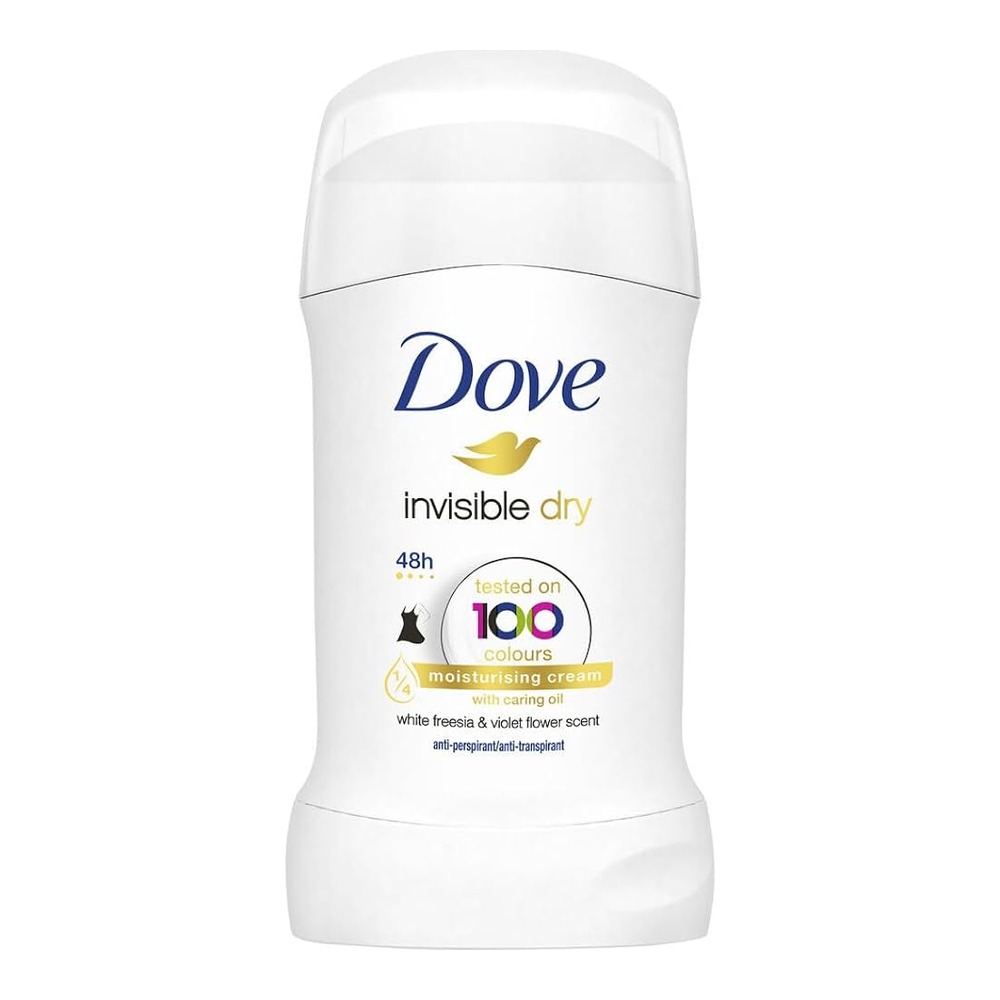 Dove
invisible dry
48h
tested on
100
colours
1/4
moisturising cream
with caring oil
white freesia & violet flower scent
anti-perspirant/anti-transpirant